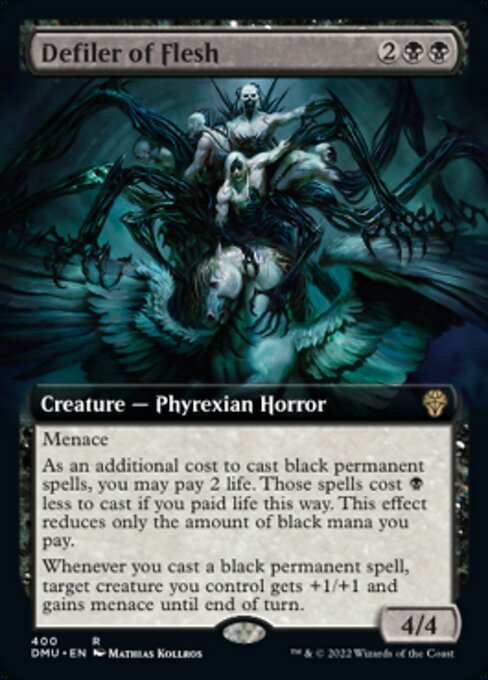 Defiler of Flesh 2
Creature — Phyrexian Horror
Menace
As an additional cost to cast black permanent
spells, you may pay 2 life. Those spells cost
less to cast if you paid life this way. This effect
reduces only the amount of black mana you
pay.
Whenever you cast a black permanent spell,
target creature you control gets +1/+1 and
gains menace until end of turn.
4/4
400 R
DMU • EN Mathias Kollros
™ & © 2022 Wizards of the Coast